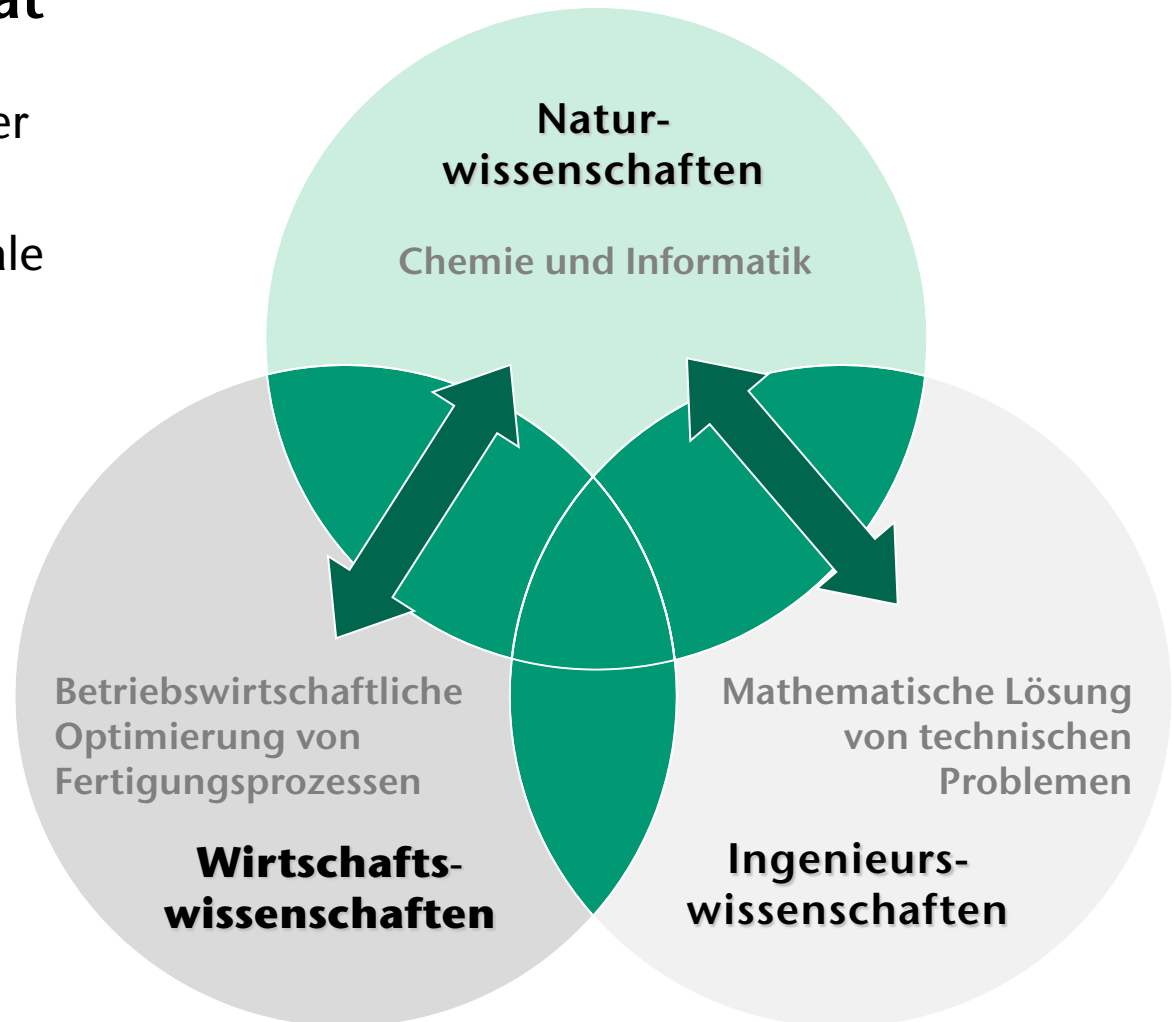 Natur-
wissenschaften
Chemie und Informatik
Betriebswirtschaftliche
Optimierung von
Fertigungsprozessen
Wirtschafts-
wissenschaften
Mathematische Lösung
von technischen
Problemen
Ingenieurs-
wissenschaften